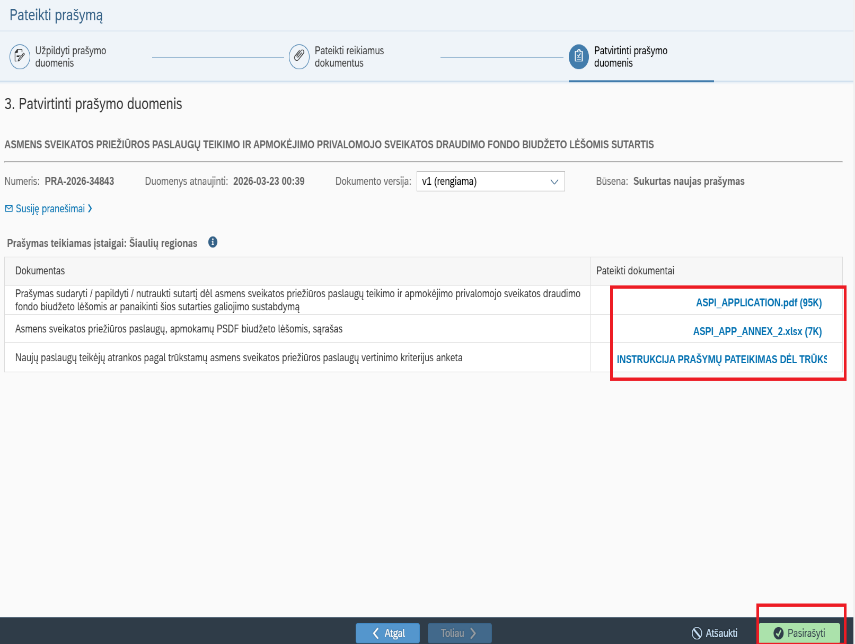 Pateikti prašymą
Užpildyti prašymo
duomenis
Pateikti reikiamus
dokumentus
Patvirtinti prašymo
duomenis
3. Patvirtinti prašymo duomenis
ASMENS SVEIKATOS PRIEŽIŪROS PASLAUGŲ TEIKIMO IR APMOKĖJIMO PRIVALOMOJO SVEIKATOS DRAUDIMO FONDO BIUDŽETO LĖŠOMIS SUTARTIS
Numeris: PRA-2026-34843 Duomenys atnaujinti: 2026-03-23 00:39 Dokumento versija: v1 (rengiama) Būsena: Sukurtas naujas prašymas
Susiję pranešimai
Prašymas teikiamas įstaigai: Šiaulių regionas
Dokumentas Pateikti dokumentai
Prašymas sudaryti / papildyti / nutraukti sutartį dėl asmens sveikatos priežiūros paslaugų teikimo ir apmokėjimo privalomojo sveikatos draudimo
fondo biudžeto lėšomis ar panaikinti šios sutarties galiojimo sustabdymą
ASPI_APPLICATION.pdf (95K)
Asmens sveikatos priežiūros paslaugų, apmokamų PSDF biudžeto lėšomis, sąrašas
ASPI_APP_ANNEX_2.xlsx (7K)
Naujų paslaugų teikėjų atrankos pagal trūkstamų asmens sveikatos priežiūros paslaugų vertinimo kriterijus anketa
INSTRUKCIJA PRAŠYMŲ PATEIKIMAS DĖL TRŪKS
Atgal Toliau Atšaukti Pasirašyti